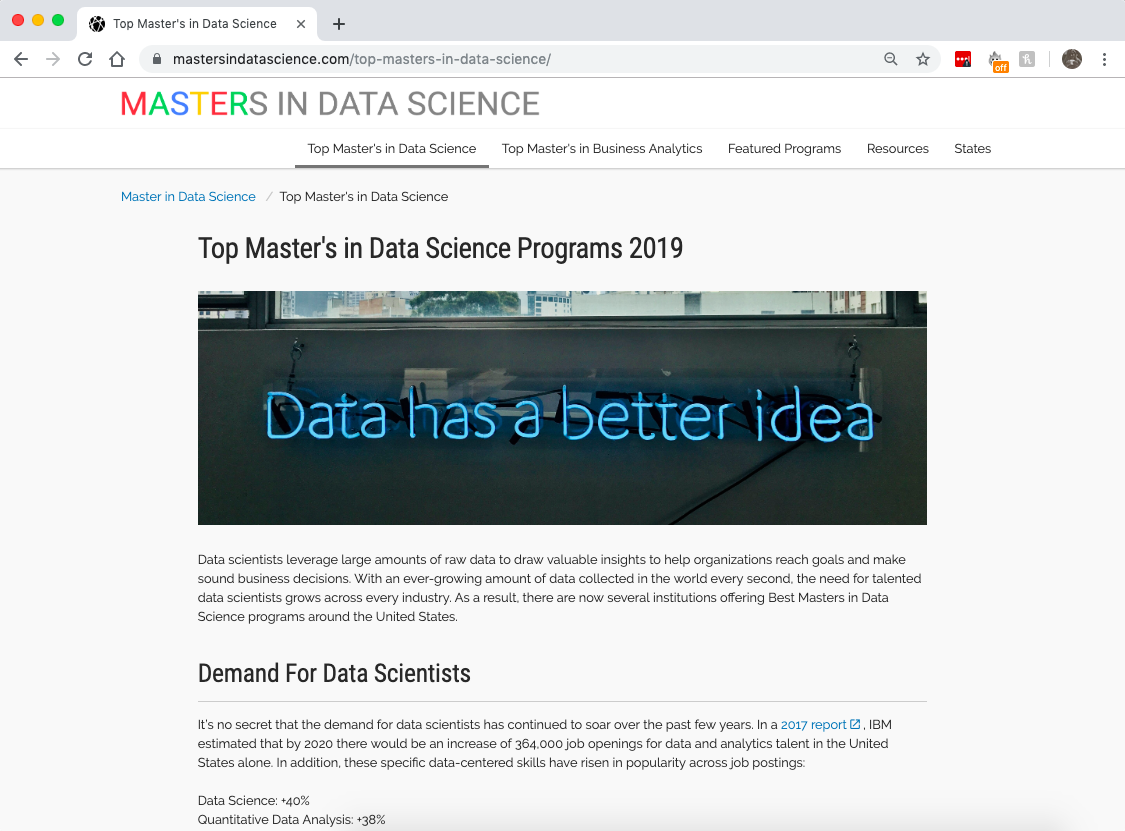 Top Master's in Data Science
mastersindatascience.com/top-masters-in-data-science/
off
MASTERS IN DATA SCIENCE
Top Master's in Data Science Top Master's in Business Analytics Featured Programs Resources States
Master in Data Science / Top Master's in Data Science
Top Master's in Data Science Programs 2019
Data has a better idea
Data scientists leverage large amounts of raw data to draw valuable insights to help organizations reach goals and make
sound business decisions. With an ever-growing amount of data collected in the world every second, the need for talented
data scientists grows across every industry. As a result, there are now several institutions offering Best Masters in Data
Science programs around the United States.
Demand For Data Scientists
It's no secret that the demand for data scientists has continued to soar over the past few years. In a 2017 report , IBM
estimated that by 2020 there would be an increase of 364,000 job openings for data and analytics talent in the United
States alone. In addition, these specific data-centered skills have risen in popularity across job postings:
Data Science: +40%
Quantitative Data Analysis: +38%